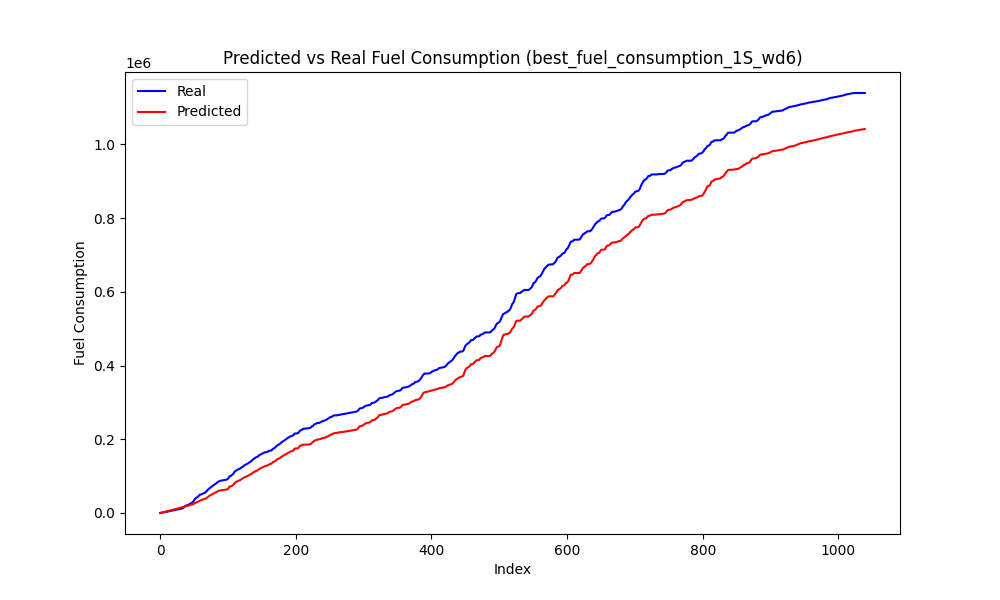 Predicted vs Real Fuel Consumption (best_fuel_consumption_1S_wd6)
1e6
Real
Predicted
1.0
0.8
0.6
0.4
0.2
0.0
Fuel Consumption
0 200 400 600 800 1000
Index